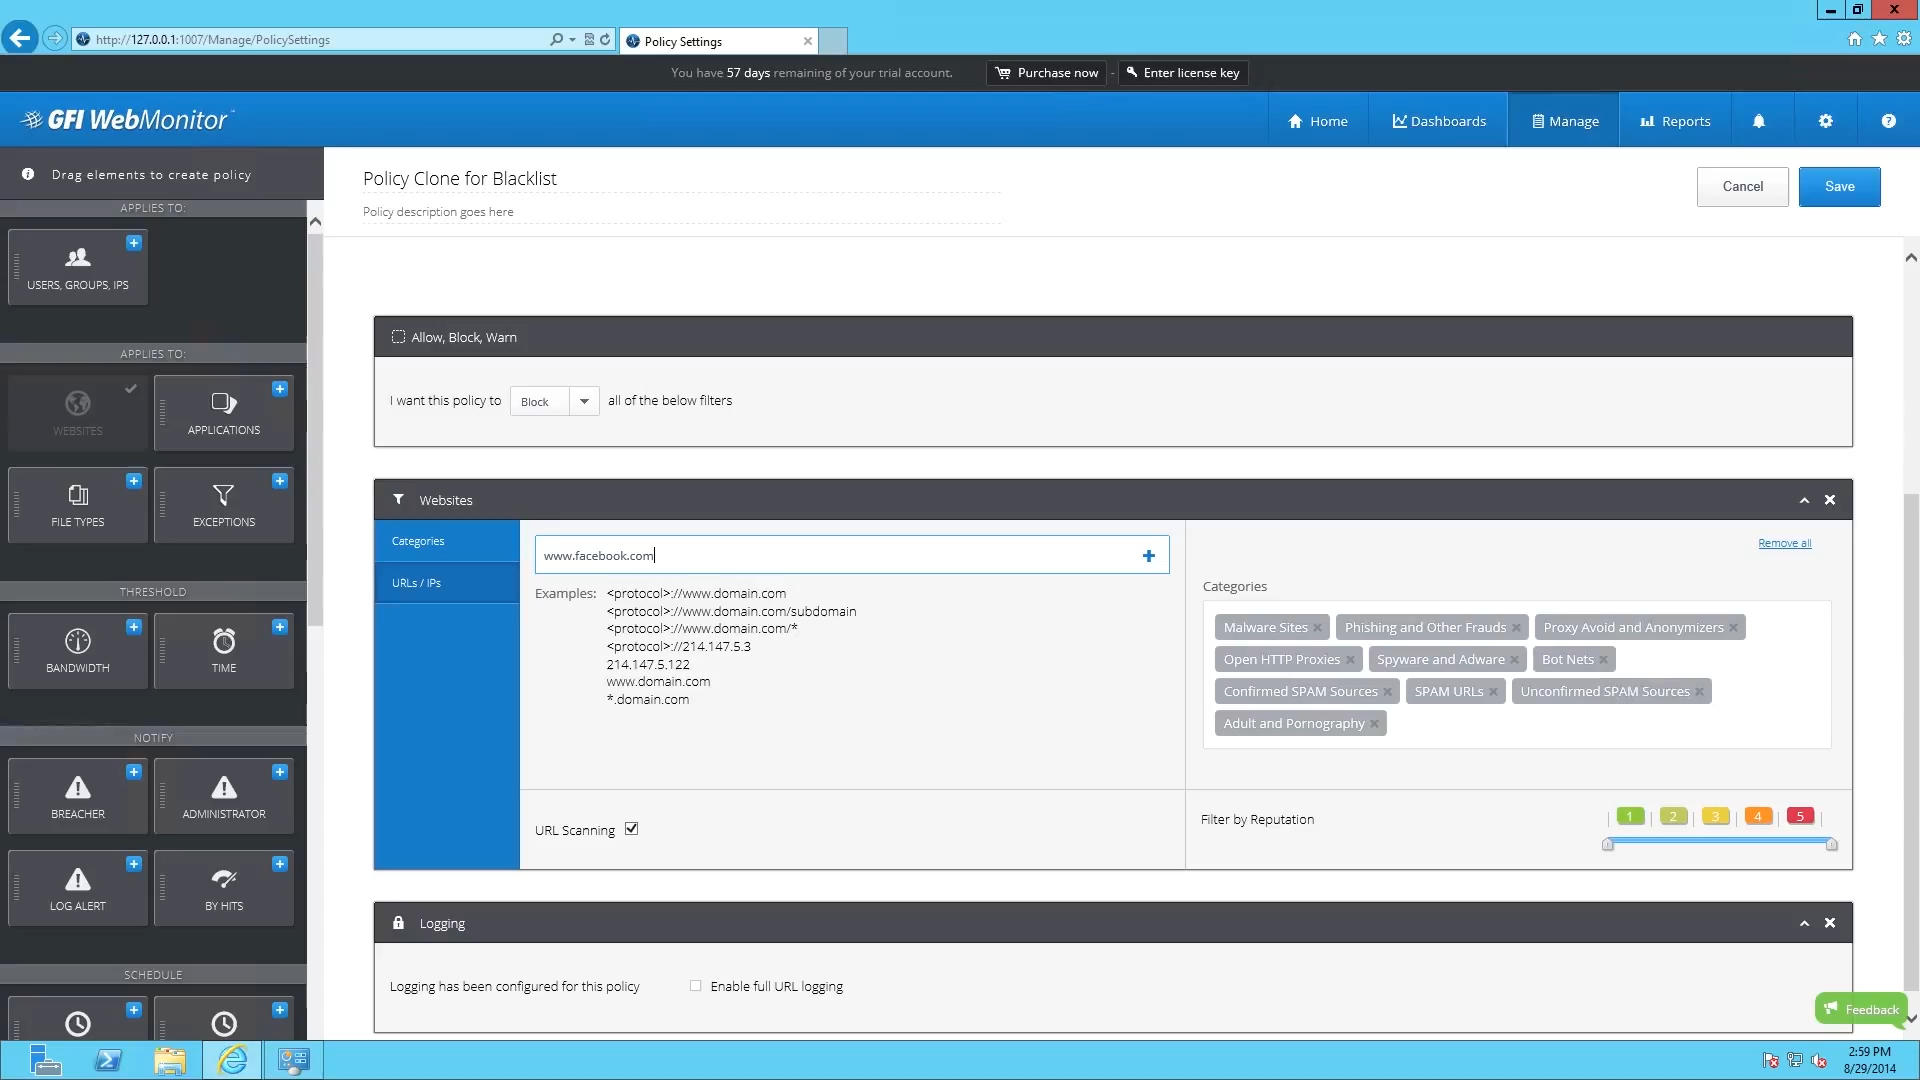 http://127.0.0.1:1007/Manage/PolicySettings
Policy Settings
You have 57 days remaining of your trial account.
Purchase now
-
Enter license key
GFI WebMonitor
Home
Dashboards
Manage
Reports
Drag elements to create policy
Policy Clone for Blacklist
Policy description goes here
Cancel
Save
APPLIES TO:
USERS, GROUPS, IPS
APPLIES TO:
WEBSITES
APPLICATIONS
FILE TYPES
EXCEPTIONS
THRESHOLD
BANDWIDTH
TIME
NOTIFY
BREACHER
ADMINISTRATOR
LOG ALERT
BY HITS
SCHEDULE
Allow, Block, Warn
I want this policy to Block all of the below filters
Websites
Categories
URLs / IPs
www.facebook.com
Examples: <protocol>://www.domain.com
<protocol>://www.domain.com/subdomain
<protocol>://www.domain.com/*
<protocol>://214.147.5.3
214.147.5.122
www.domain.com
*.domain.com
URL Scanning
Remove all
Categories
Malware Sites Phishing and Other Frauds Proxy Avoid and Anonymizers
Open HTTP Proxies Spyware and Adware Bot Nets
Confirmed SPAM Sources SPAM URLs Unconfirmed SPAM Sources
Adult and Pornography
Filter by Reputation
1 2 3 4 5
Logging
Logging has been configured for this policy
Enable full URL logging
Feedback
2:59 PM
8/29/2014